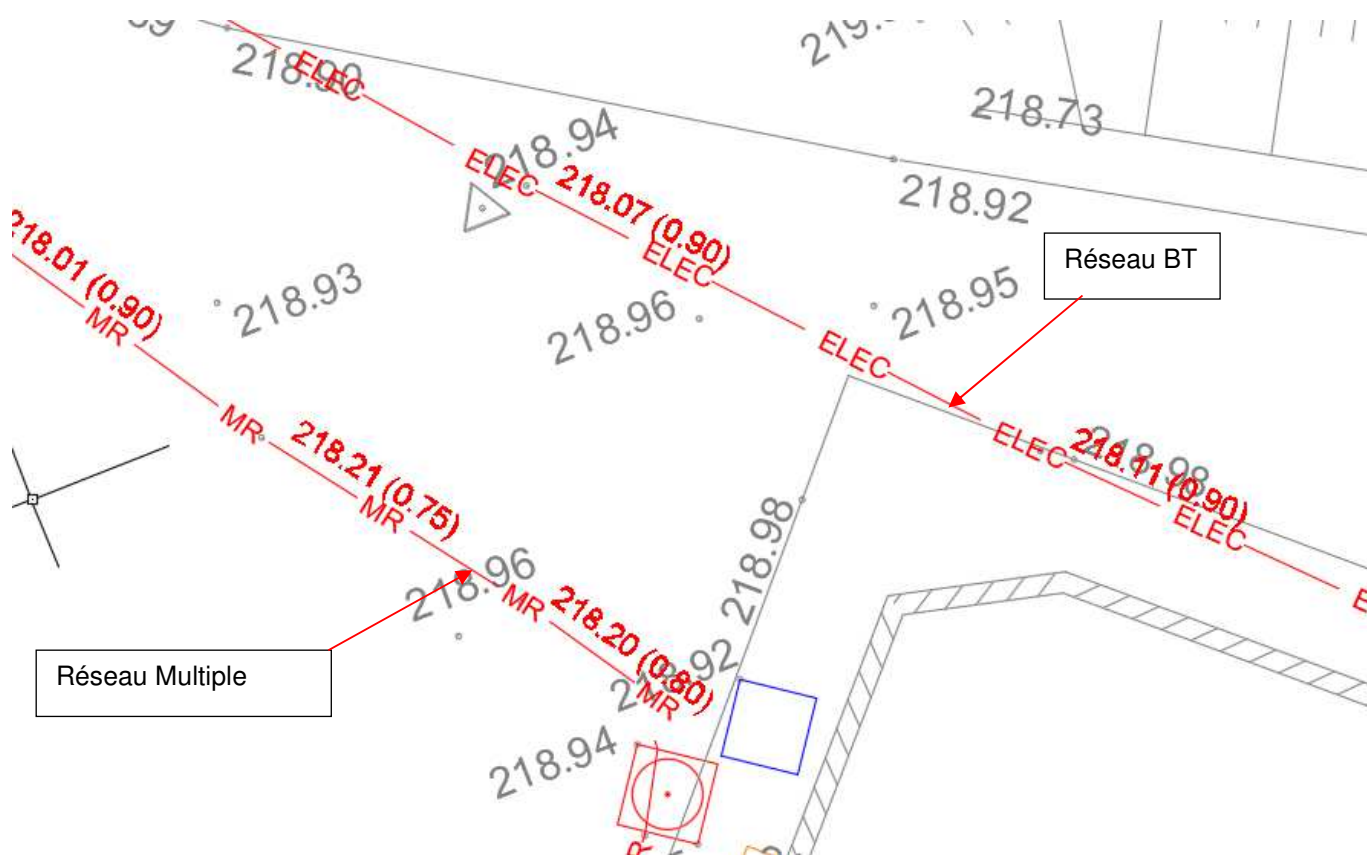 218.90
ELEC
218.94
ELEC
218.07 (0.90)
ELEC
218.73
218.92
Réseau BT
218.01 (0.90)
MR
218.93
218.96
218.95
ELEC
MR
218.21 (0.75)
MR
ELEC
218.98
218.11 (0.90)
ELEC
218.98
218.96
MR
218.20 (0.80)
MR
Réseau Multiple
218.94